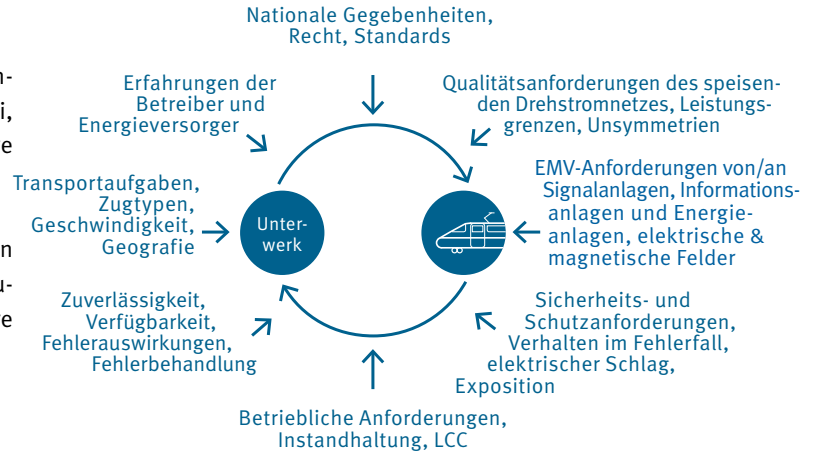 Nationale Gegebenheiten,
Recht, Standards
n-
i,
e
n
u-
e
Erfahrungen der
Betreiber und
Energieversorger
Qualitätsanforderungen des speisen-
den Drehstromnetzes, Leistungs-
grenzen, Unsymmetrien
Transportaufgaben,
Zugtypen,
Geschwindigkeit,
Geografie
Unter-
werk
EMV-Anforderungen von/an
Signalanlagen, Informations-
anlagen und Energie-
anlagen, elektrische &
magnetische Felder
Zuverlässigkeit,
Verfügbarkeit,
Fehlerauswirkungen,
Fehlerbehandlung
Sicherheits- und
Schutzanforderungen,
Verhalten im Fehlerfall,
elektrischer Schlag,
Exposition
Betriebliche Anforderungen,
Instandhaltung, LCC